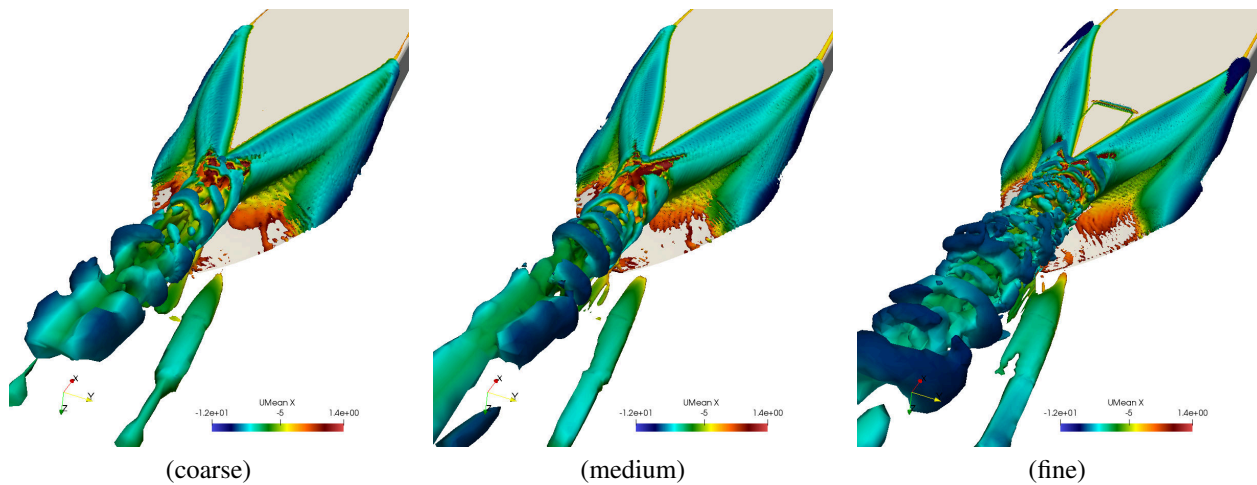 X
Y
Z
UMean X
-1.2e+01 -5 1.4e+00
(coarse)
X
Y
Z
UMean X
-1.2e+01 -5 1.4e+00
(medium)
UMean X
-1.2e+01 -5 1.4e+00
(fine)